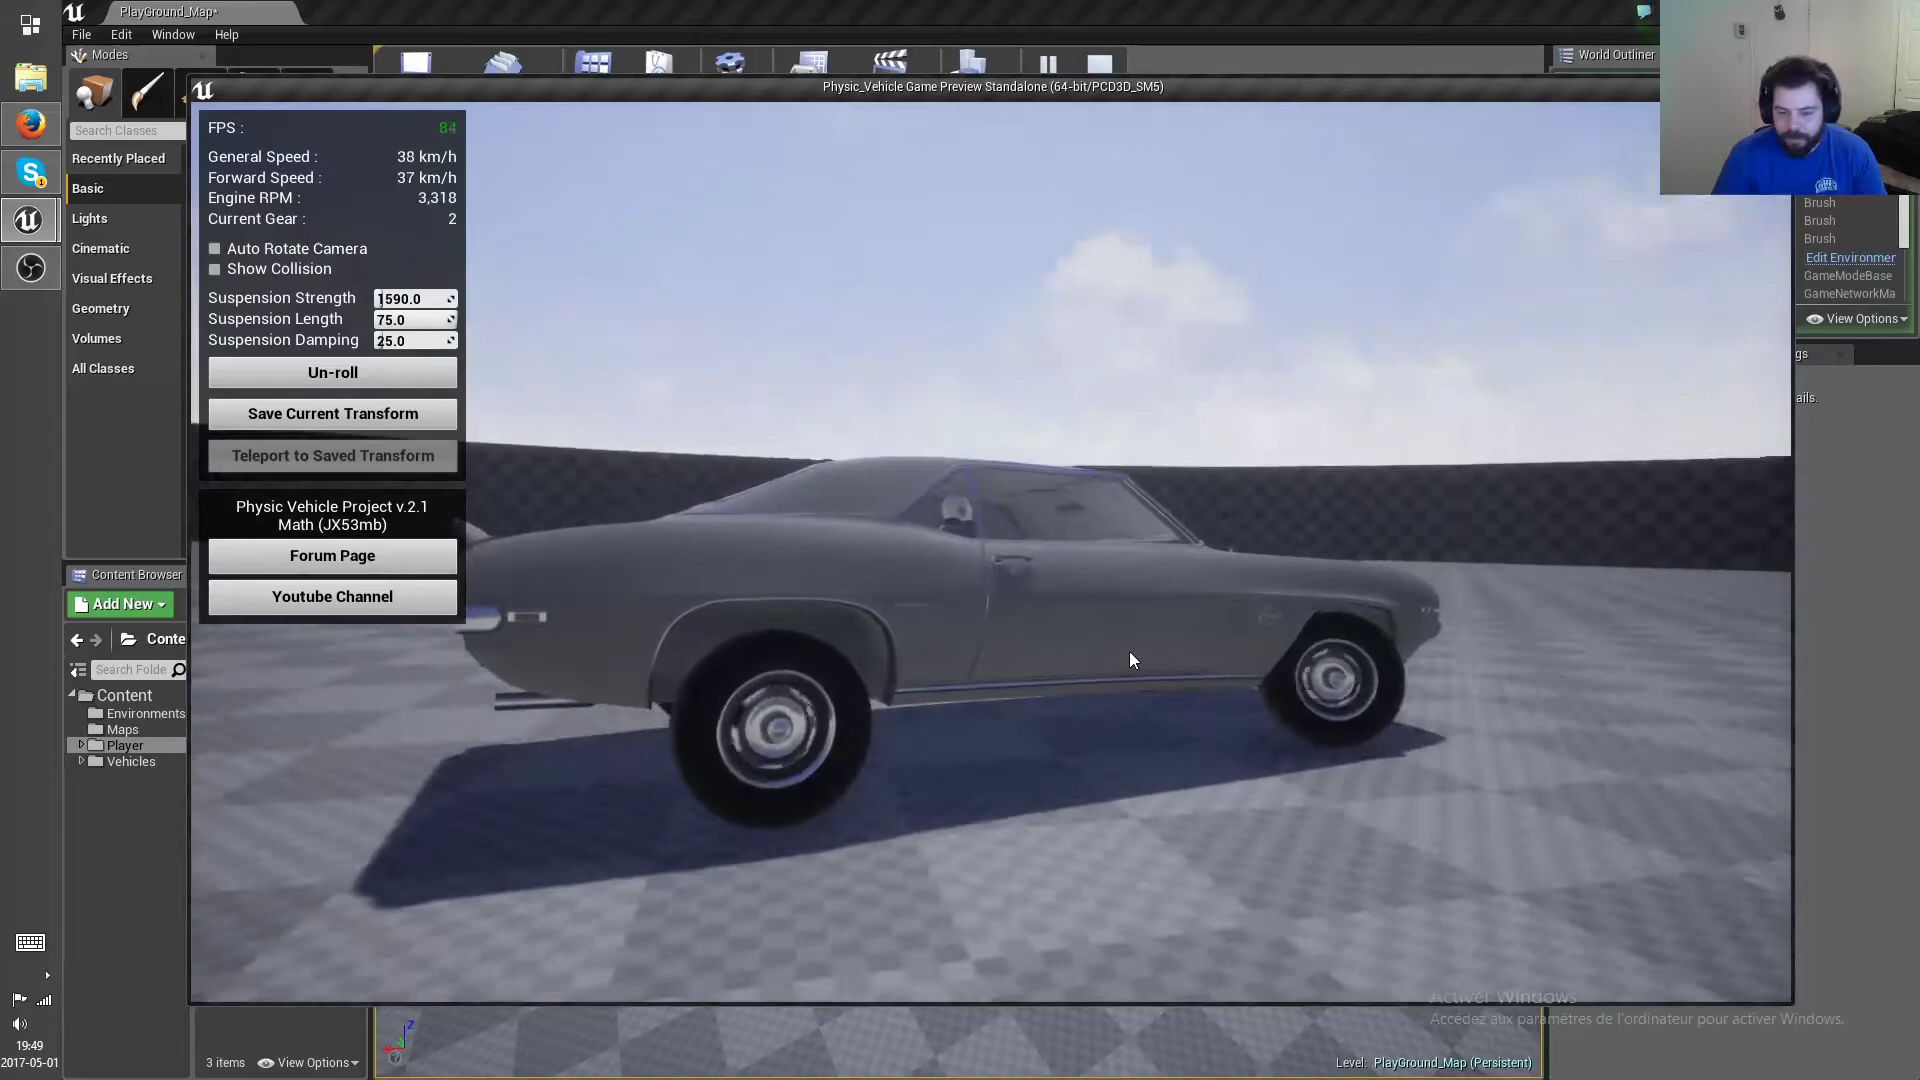 PlayGround_Map*
File Edit Window Help
Modes
World Outliner
Physic_Vehicle Game Preview Standalone (64-bit/PCD3D_SM5)
Search Classes
Recently Placed
Basic
Lights
Cinematic
Visual Effects
Geometry
Volumes
All Classes
FPS : 84
General Speed : 38 km/h
Forward Speed : 37 km/h
Engine RPM : 3,318
Current Gear : 2
Auto Rotate Camera
Show Collision
Suspension Strength 1590.0
Suspension Length 75.0
Suspension Damping 25.0
Un-roll
Save Current Transform
Teleport to Saved Transform
Physic Vehicle Project v.2.1
Math (JX53mb)
Forum Page
Youtube Channel
Brush
Brush
Brush
Edit Environmer
GameModeBase
GameNetworkMa
View Options
gs
ails.
Content Browser
Add New
Conte
Search Folde
Content
Environments
Maps
Player
Vehicles
3 items View Options
Z
Level: PlayGround_Map (Persistent)
Activer Windows
Accédez aux paramètres de l'ordinateur pour activer Windows.
19:49
2017-05-01